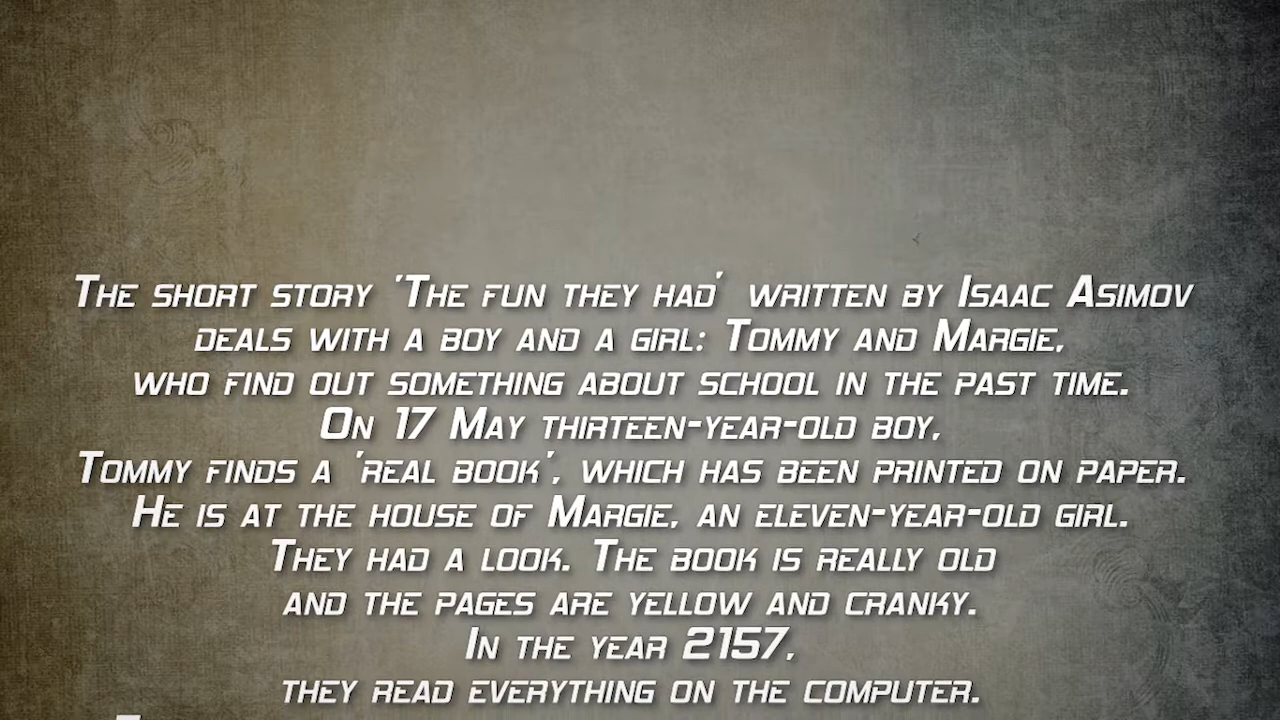 The short story 'The fun they had' written by Isaac Asimov
deals with a boy and a girl: Tommy and Margie,
who find out something about school in the past time.
On 17 May thirteen-year-old boy,
Tommy finds a 'real book', which has been printed on paper.
He is at the house of Margie, an eleven-year-old girl.
They had a look. The book is really old
and the pages are yellow and cranky.
In the year 2157,
they read everything on the computer.